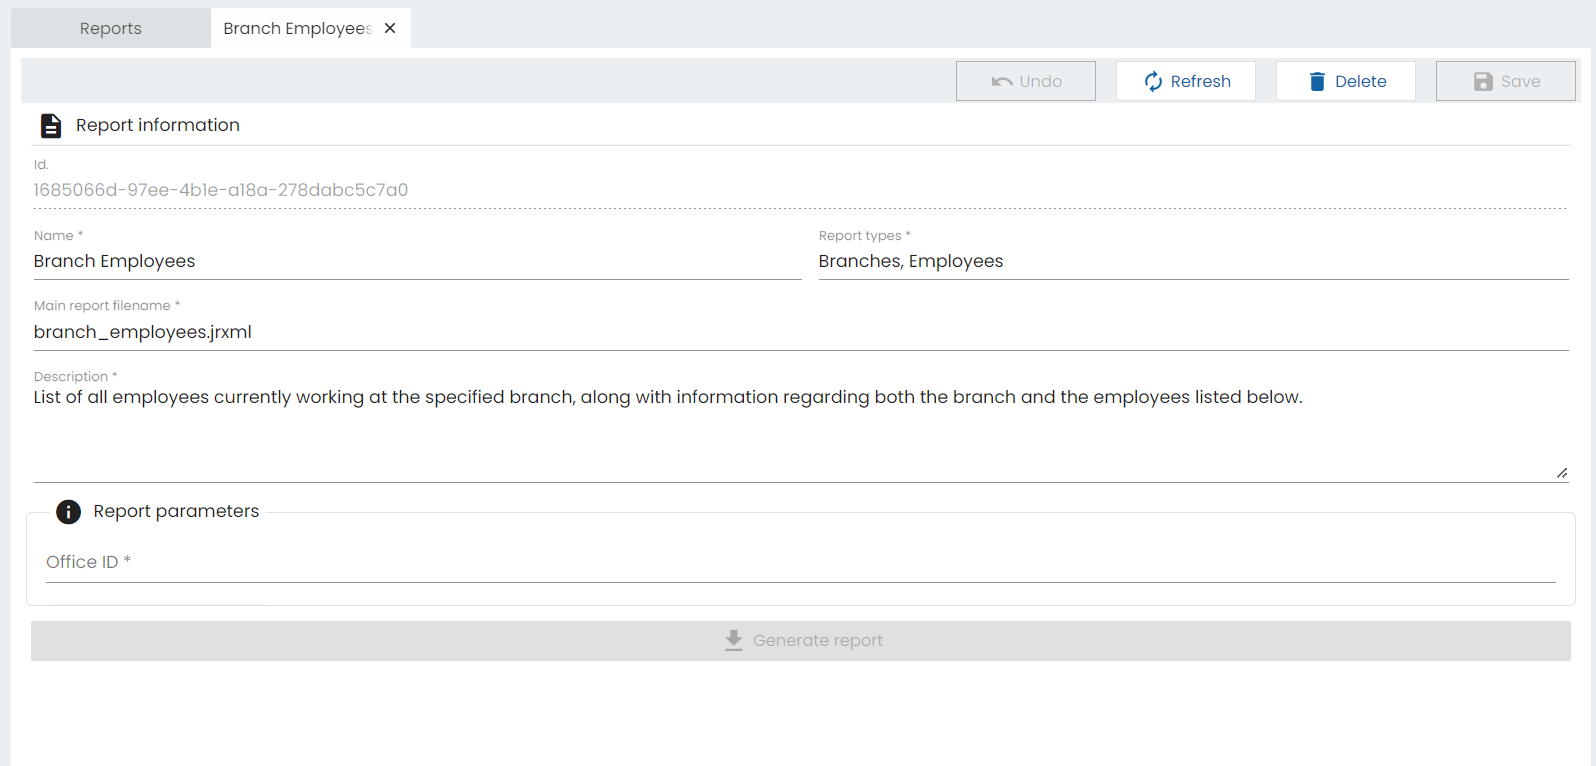 Reports
Branch Employees
Undo
Refresh
Delete
Save
Report information
Id.
1685066d-97ee-4b1e-a18a-278dabc5c7a0
Name *
Report types *
Branch Employees
Branches, Employees
Main report filename *
branch_employees.jrxml
Description *
List of all employees currently working at the specified branch, along with information regarding both the branch and the employees listed below.
Report parameters
Office ID *
Generate report